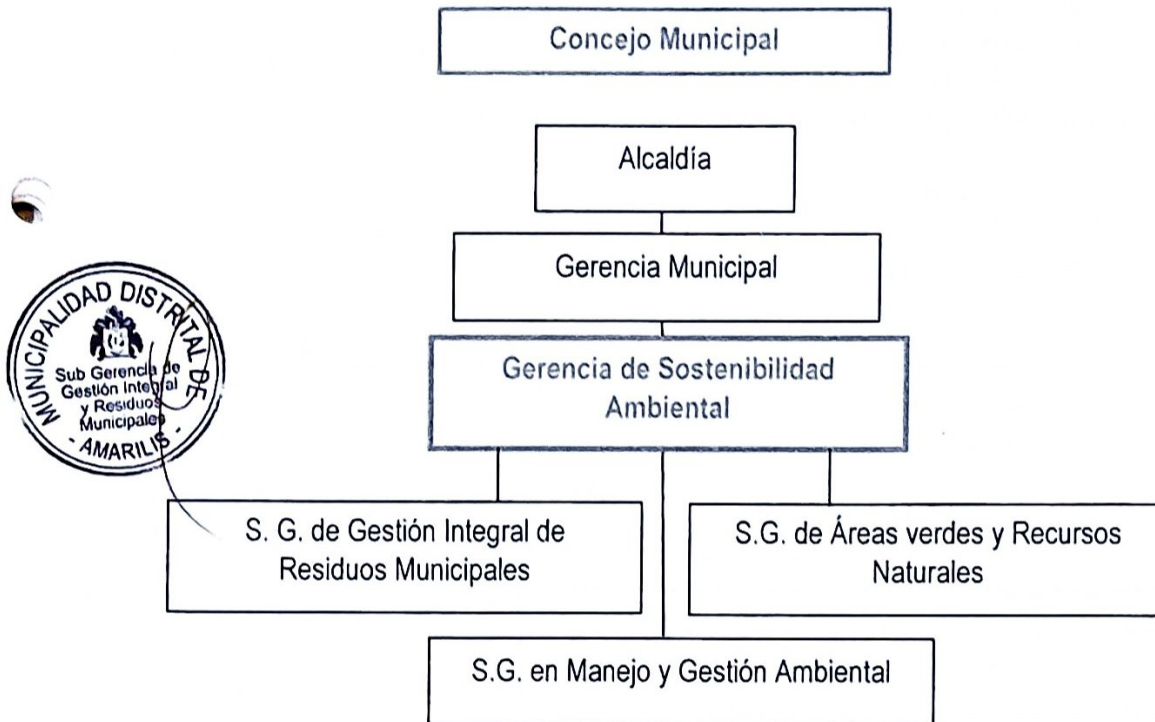 Concejo Municipal
Alcaldía
Gerencia Municipal
MUNICIPALIDAD DISTRITAL DE
Sub Gerencia de
Gestión Integral
y Residuos
Municipales
- AMARILIS -
Gerencia de Sostenibilidad
Ambiental
S. G. de Gestión Integral de
Residuos Municipales
S.G. de Áreas verdes y Recursos
Naturales
S.G. en Manejo y Gestión Ambiental